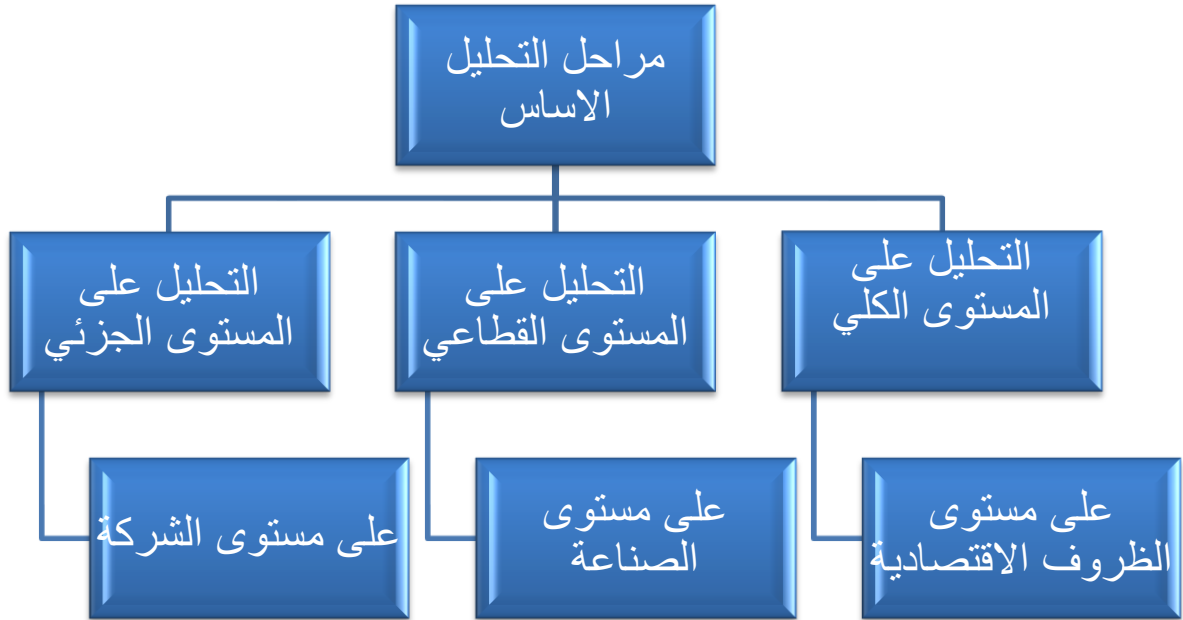 مراحل التحليل
الاساس
التحليل على
المستوى الكلي
التحليل على
المستوى القطاعي
التحليل على
المستوى الجزئي
على مستوى
الظروف الاقتصادية
على مستوى
الصناعة
على مستوى الشركة